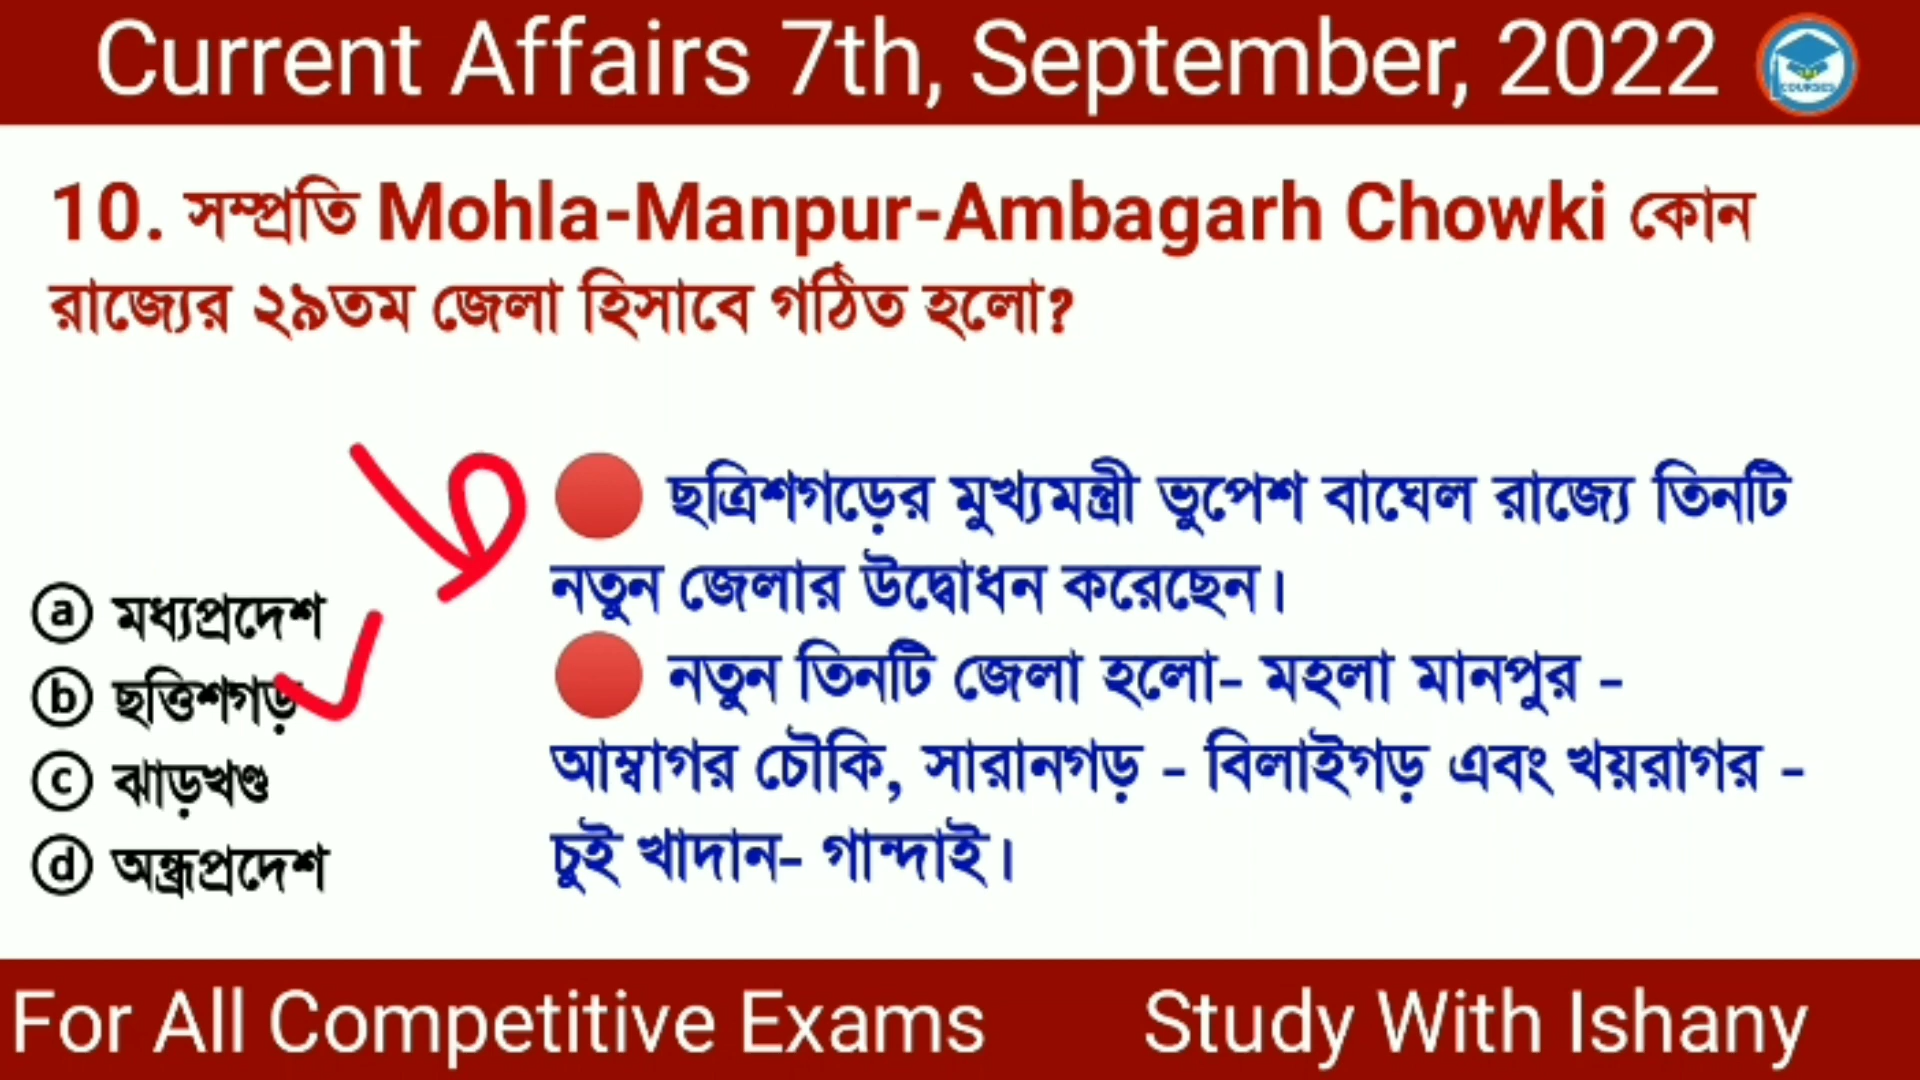 Current Affairs 7th, September, 2022
COURSES
10. সম্প্রতি Mohla-Manpur-Ambagarh Chowki কোন
রাজ্যের ২৯তম জেলা হিসাবে গঠিত হলো?
🔴 ছত্রিশগড়ের মুখ্যমন্ত্রী ভুপেশ বাঘেল রাজ্যে তিনটি
নতুন জেলার উদ্বোধন করেছেন।
🔴 নতুন তিনটি জেলা হলো- মহলা মানপুর -
আম্বাগর চৌকি, সারানগড় - বিলাইগড় এবং খয়রাগর -
চুই খাদান- গান্দাই।
ⓐ মধ্যপ্রদেশ
ⓑ ছত্তিশগড়
ⓒ ঝাড়খণ্ড
ⓓ অন্ধ্রপ্রদেশ
For All Competitive Exams Study With Ishany